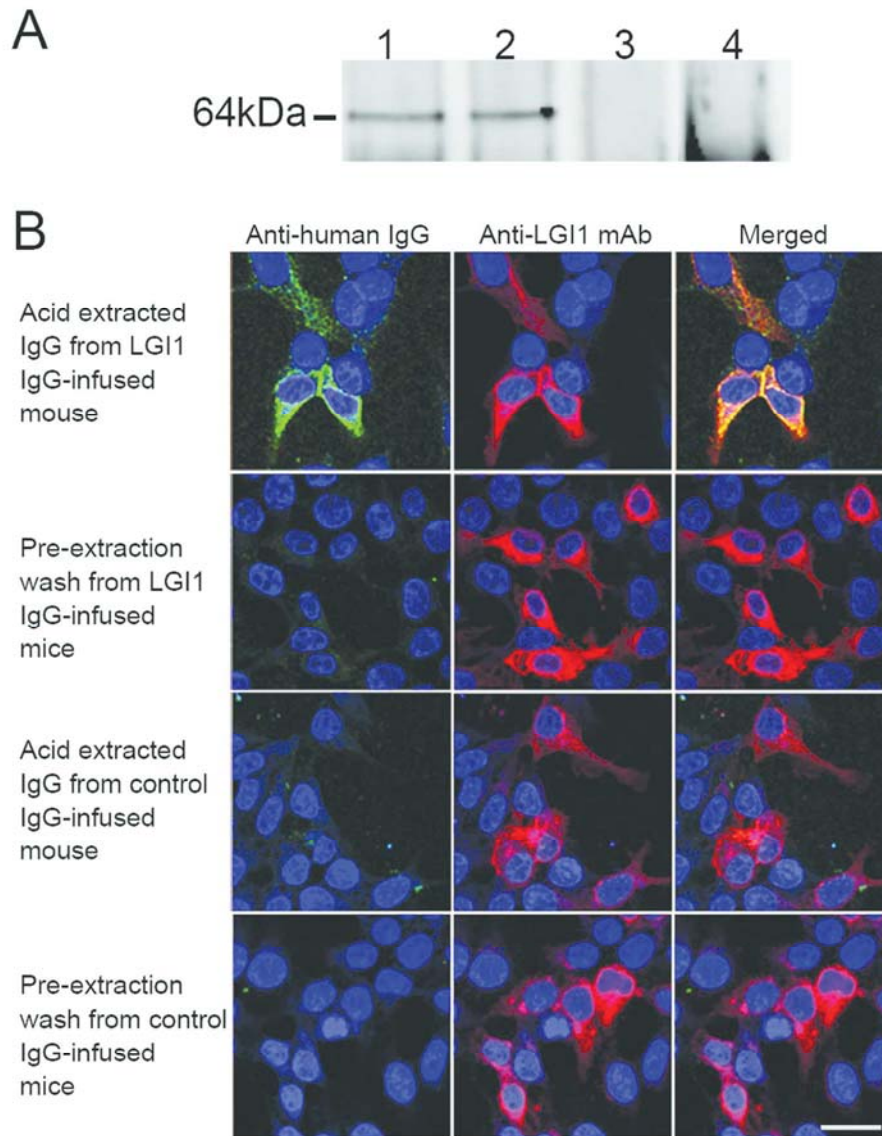 A
1 2 3 4
64kDa
B
Anti-human IgG Anti-LGI1 mAb Merged
Acid extracted
IgG from LGI1
IgG-infused
mouse
Pre-extraction
wash from LGI1
IgG-infused
mice
Acid extracted
IgG from control
IgG-infused
mouse
Pre-extraction
wash from control
IgG-infused
mice